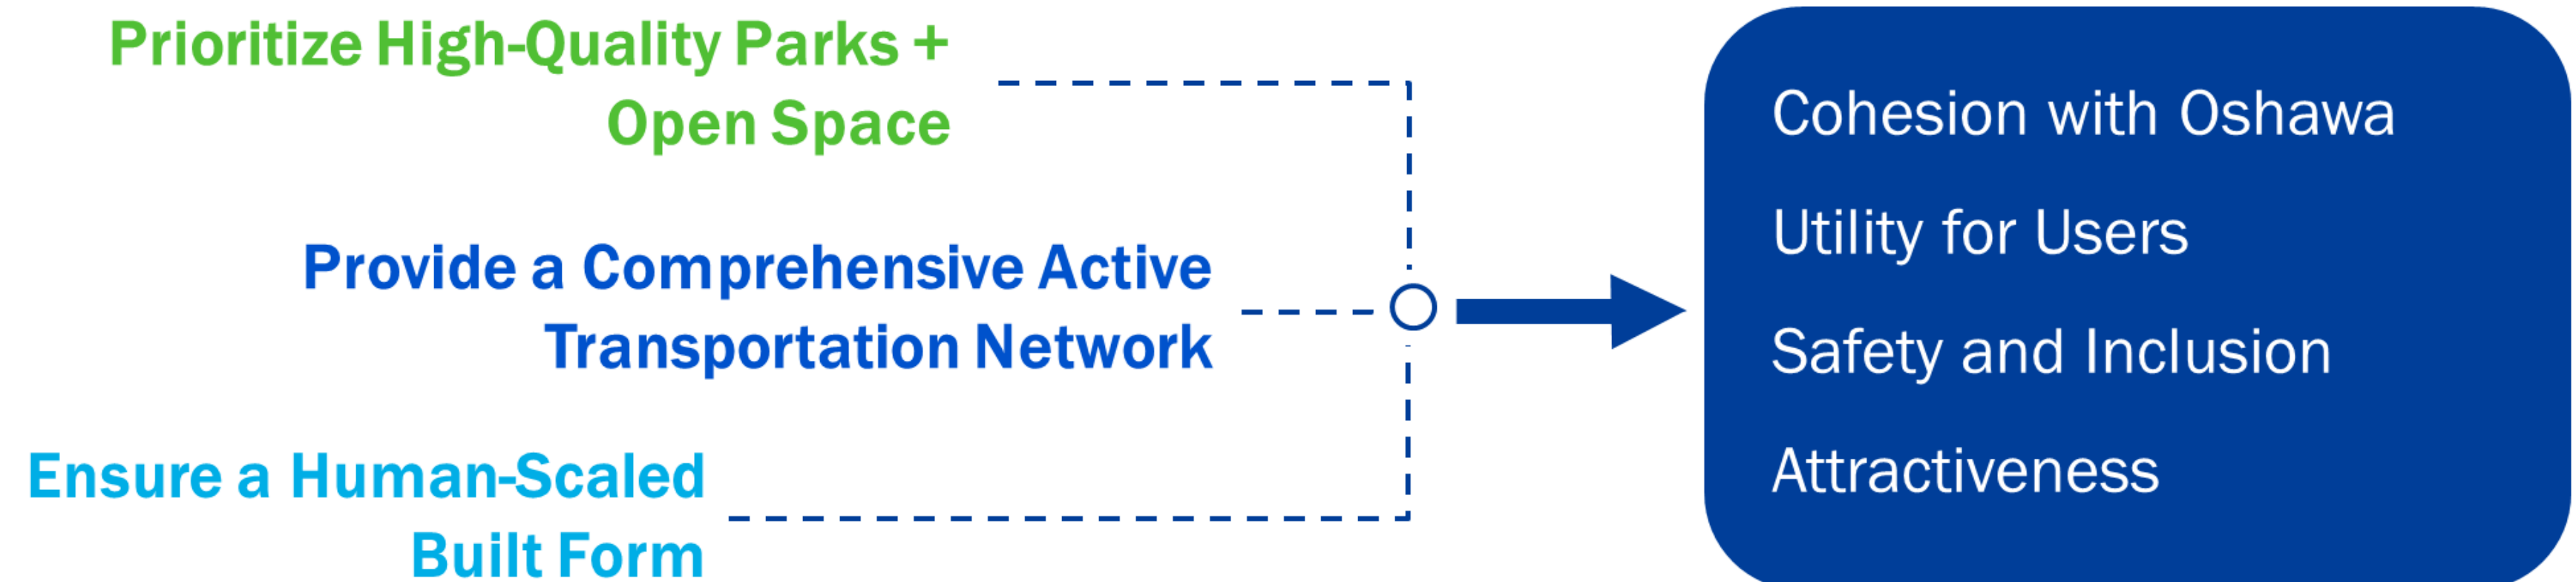 Prioritize High-Quality Parks +
Open Space
Provide a Comprehensive Active
Transportation Network
Ensure a Human-Scaled
Built Form
Cohesion with Oshawa
Utility for Users
Safety and Inclusion
Attractiveness